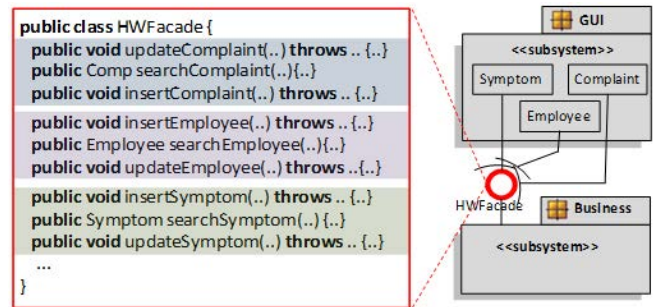 public class HWFacade {
public void updateComplaint(..) throws .. {..}
public Comp searchComplaint(..){..}
public void insertComplaint(..) throws .. {..}
public void insertEmployee(..) throws .. {..}
public Employee searchEmployee(..){..}
public void updateEmployee(..) throws .. {..}
public void insertSymptom(..) throws .. {..}
public Symptom searchSymptom(..) {..}
public void updateSymptom(..) throws .. {..}
...
}
GUI
<<subsystem>>
Symptom
Complaint
Employee
HWFacade
Business
<<subsystem>>